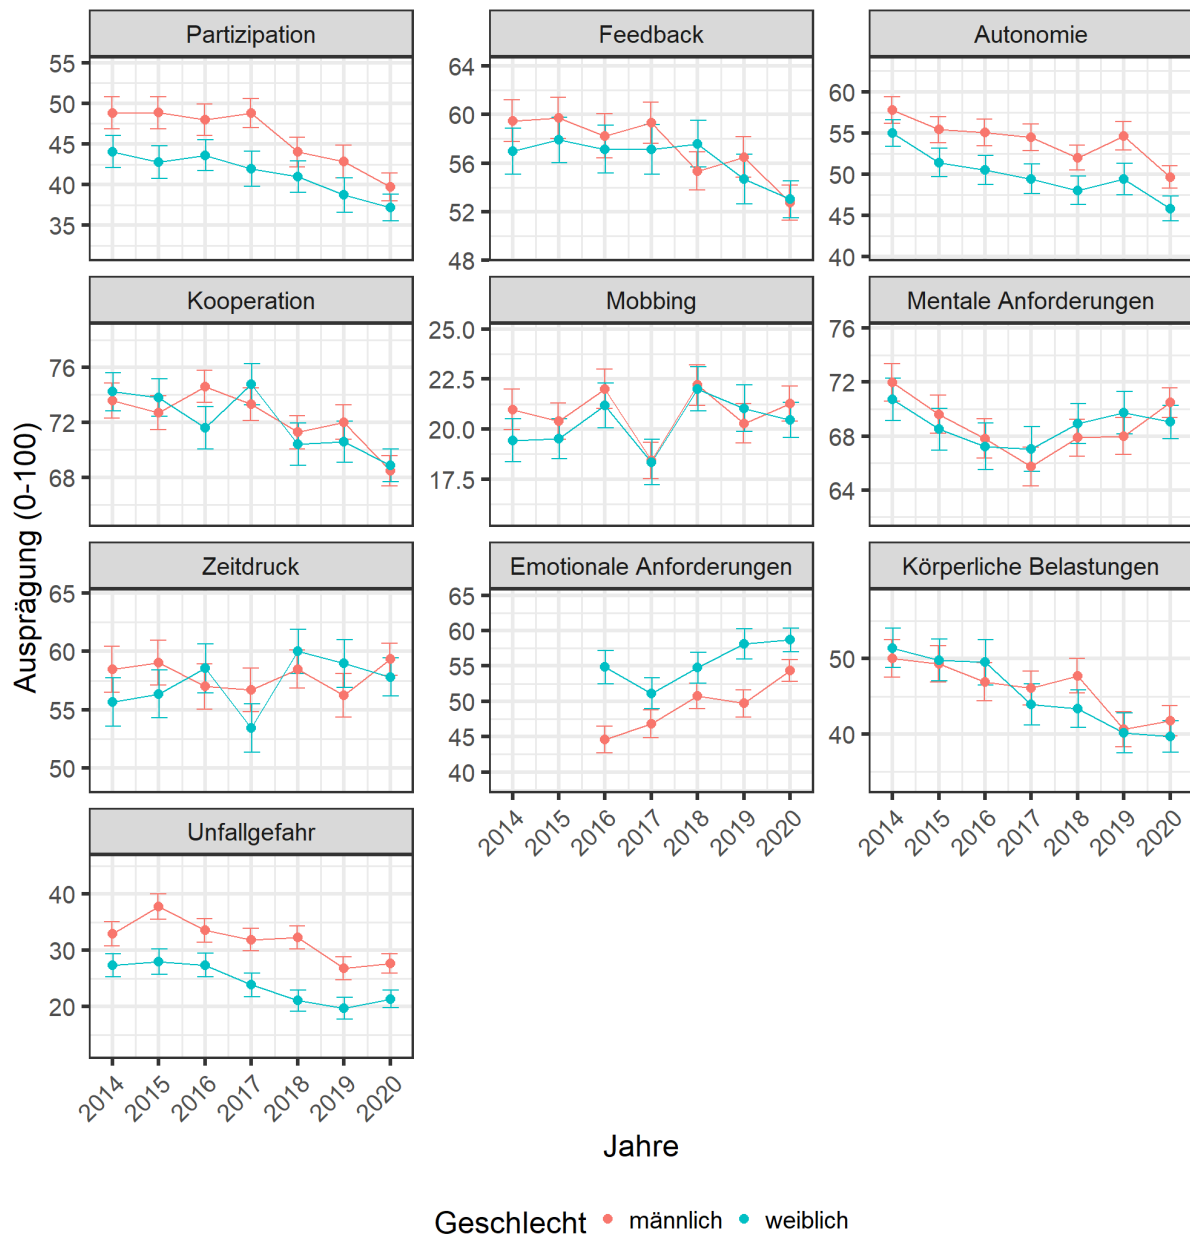 Partizipation
Feedback
Autonomie
55
50
45
40
35
64
60
56
52
48
60
55
50
45
40
Kooperation
Mobbing
Mentale Anforderungen
76
72
68
25.0
22.5
20.0
17.5
76
72
68
64
Ausprägung (0-100)
Zeitdruck
Emotionale Anforderungen
Körperliche Belastungen
65
60
55
50
65
60
55
50
45
40
50
40
2014 2015 2016 2017 2018 2019 2020
2014 2015 2016 2017 2018 2019 2020
Unfallgefahr
40
30
20
2014 2015 2016 2017 2018 2019 2020
Jahre
Geschlecht männlich weiblich